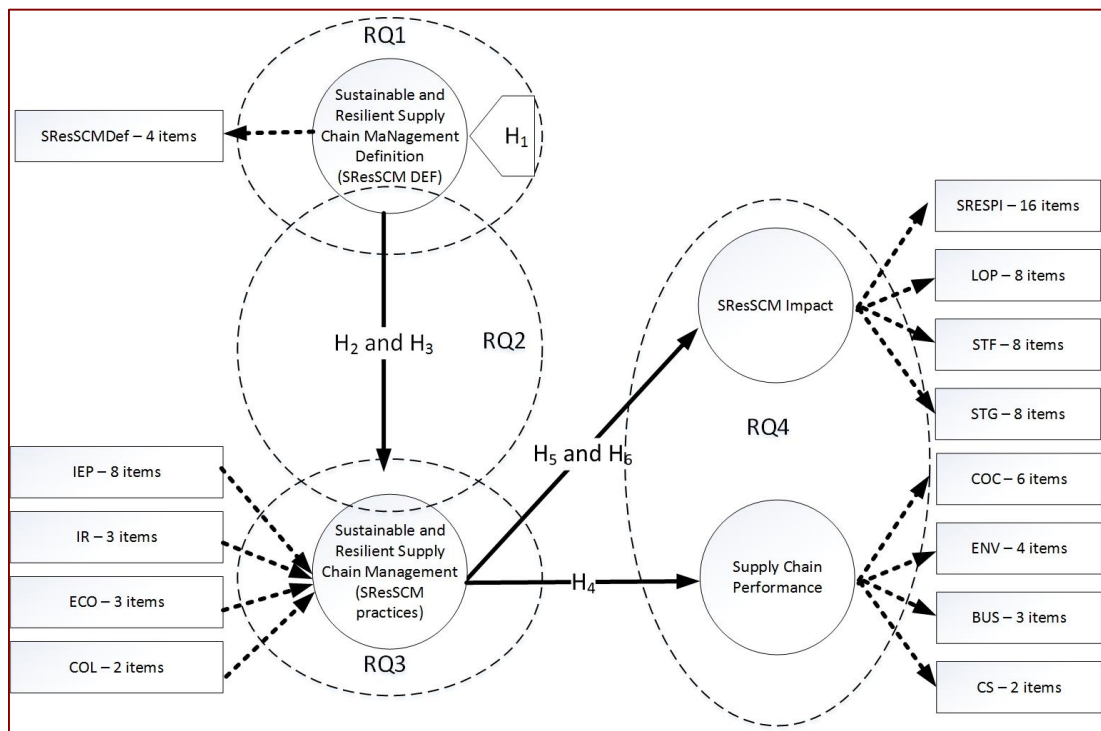 RQ1
Sustainable and
Resilient Supply
Chain MaNagement
Definition
(SResSCM DEF)
H1
SResSCMDef – 4 items
H2 and H3
RQ2
IEP – 8 items
IR – 3 items
ECO – 3 items
COL – 2 items
Sustainable and
Resilient Supply
Chain Management
(SResSCM
practices)
RQ3
H5 and H6
H4
SResSCM Impact
RQ4
Supply Chain
Performance
SRESPI – 16 items
LOP – 8 items
STF – 8 items
STG – 8 items
COC – 6 items
ENV – 4 items
BUS – 3 items
CS – 2 items